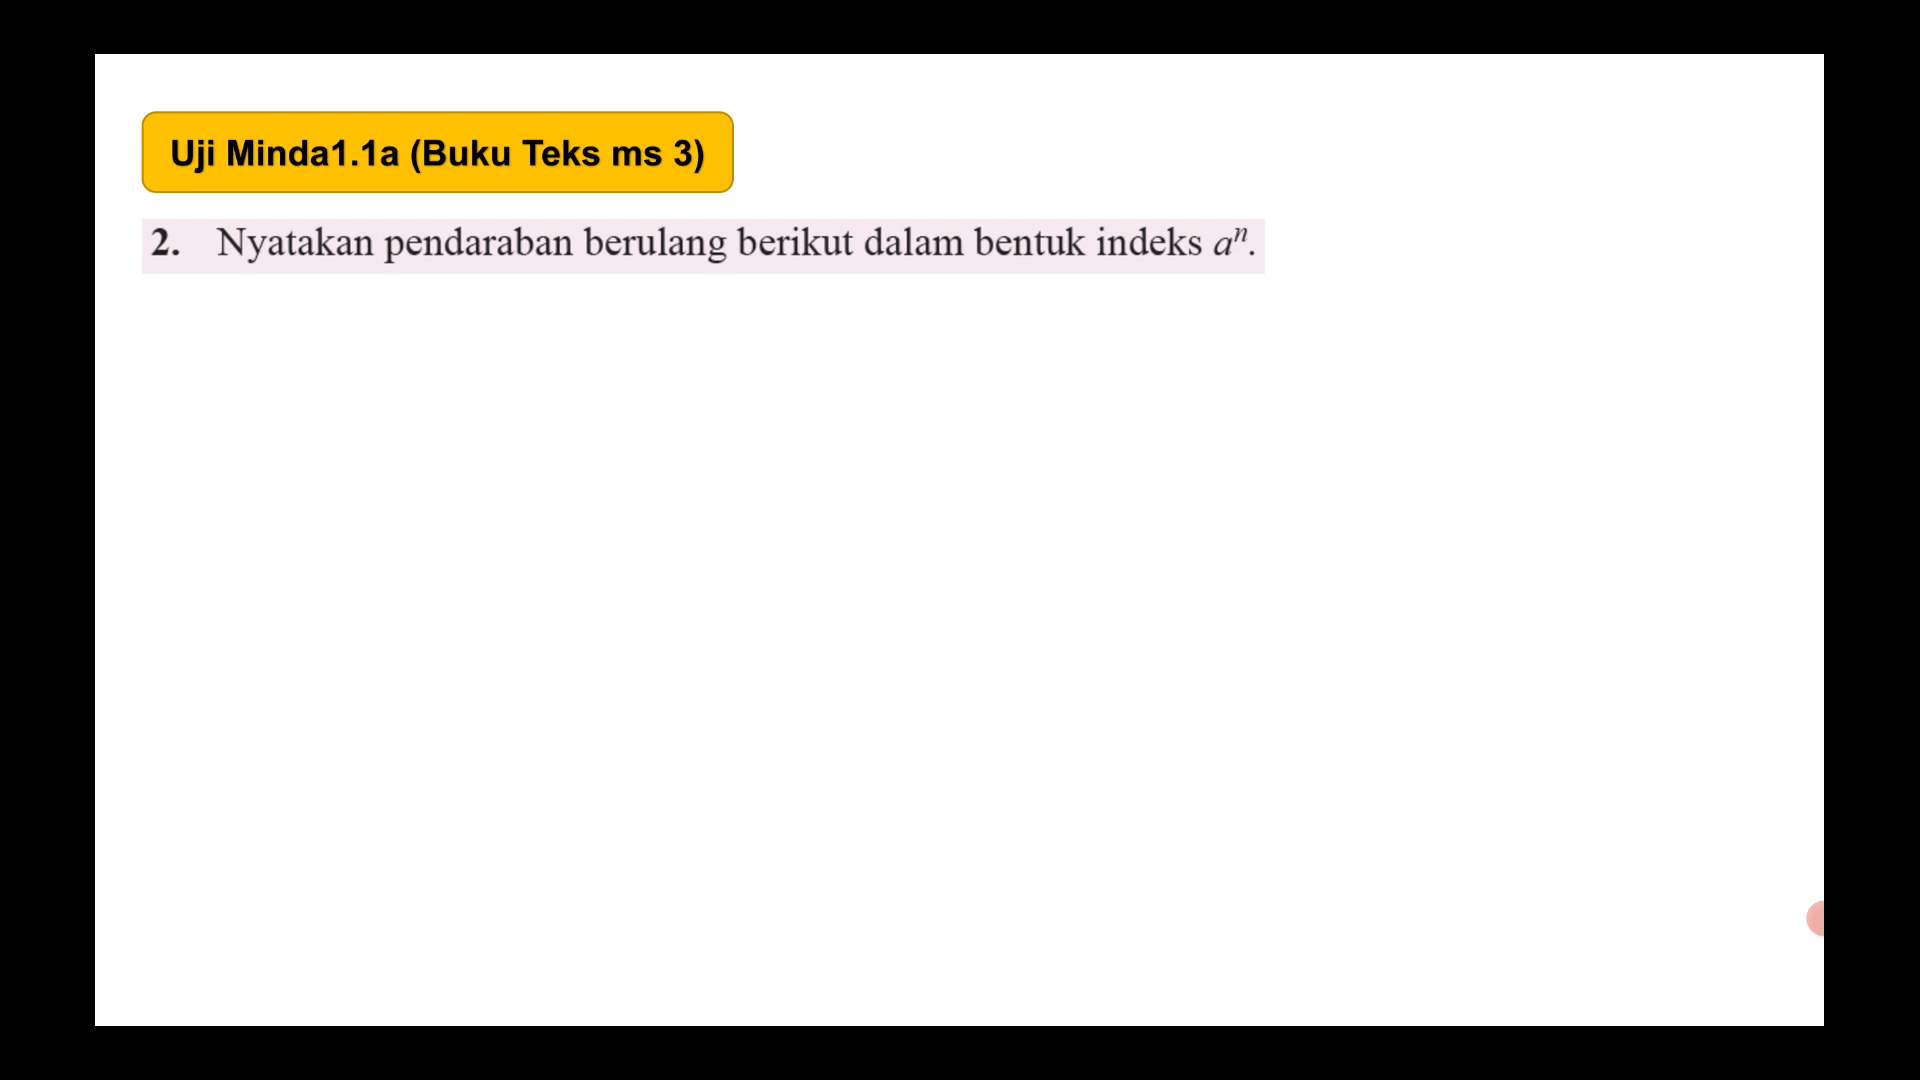 Uji Minda1.1a (Buku Teks ms 3)
2. Nyatakan pendaraban berulang berikut dalam bentuk indeks aⁿ.